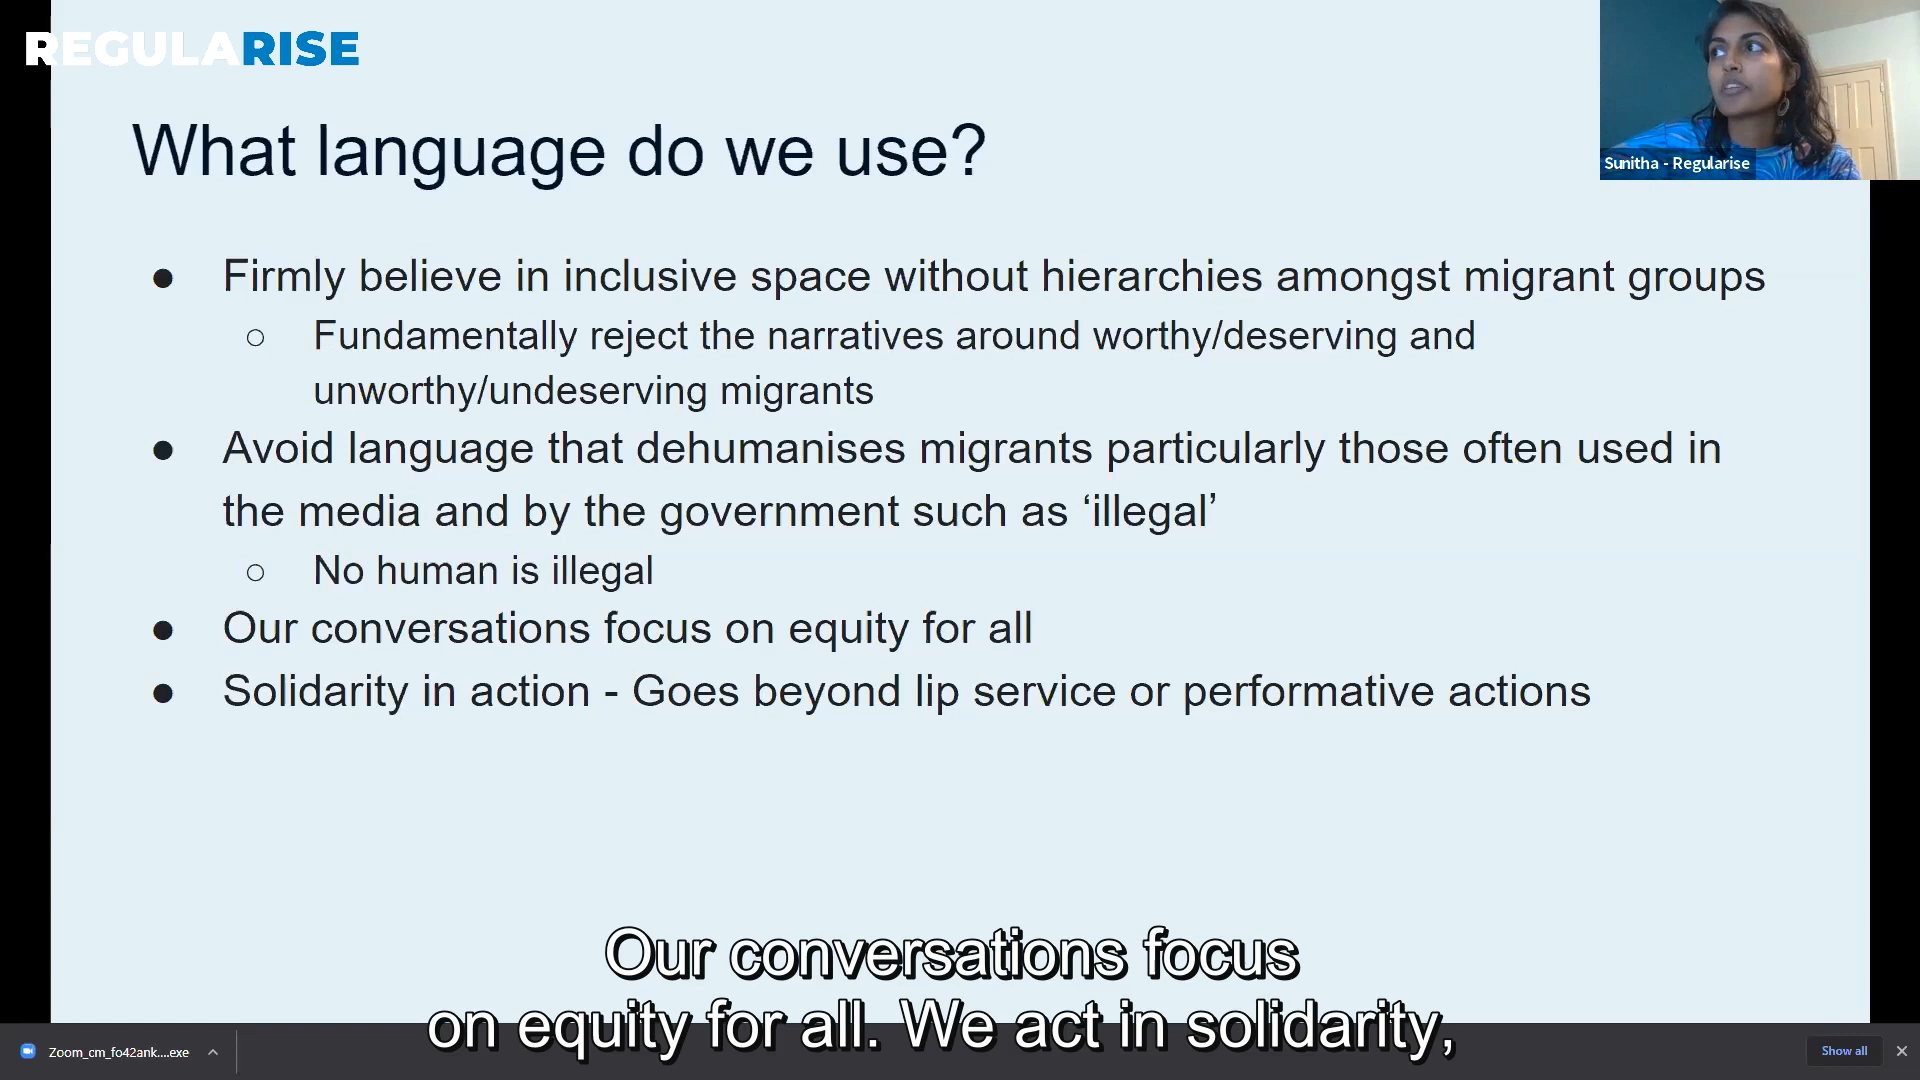 REGULARISE
What language do we use?
Sunitha - Regularise
● Firmly believe in inclusive space without hierarchies amongst migrant groups
○ Fundamentally reject the narratives around worthy/deserving and
unworthy/undeserving migrants
● Avoid language that dehumanises migrants particularly those often used in
the media and by the government such as ‘illegal’
○ No human is illegal
● Our conversations focus on equity for all
● Solidarity in action - Goes beyond lip service or performative actions
Our conversations focus
on equity for all. We act in solidarity,
Zoom_cm_fo42ank....exe
Show all